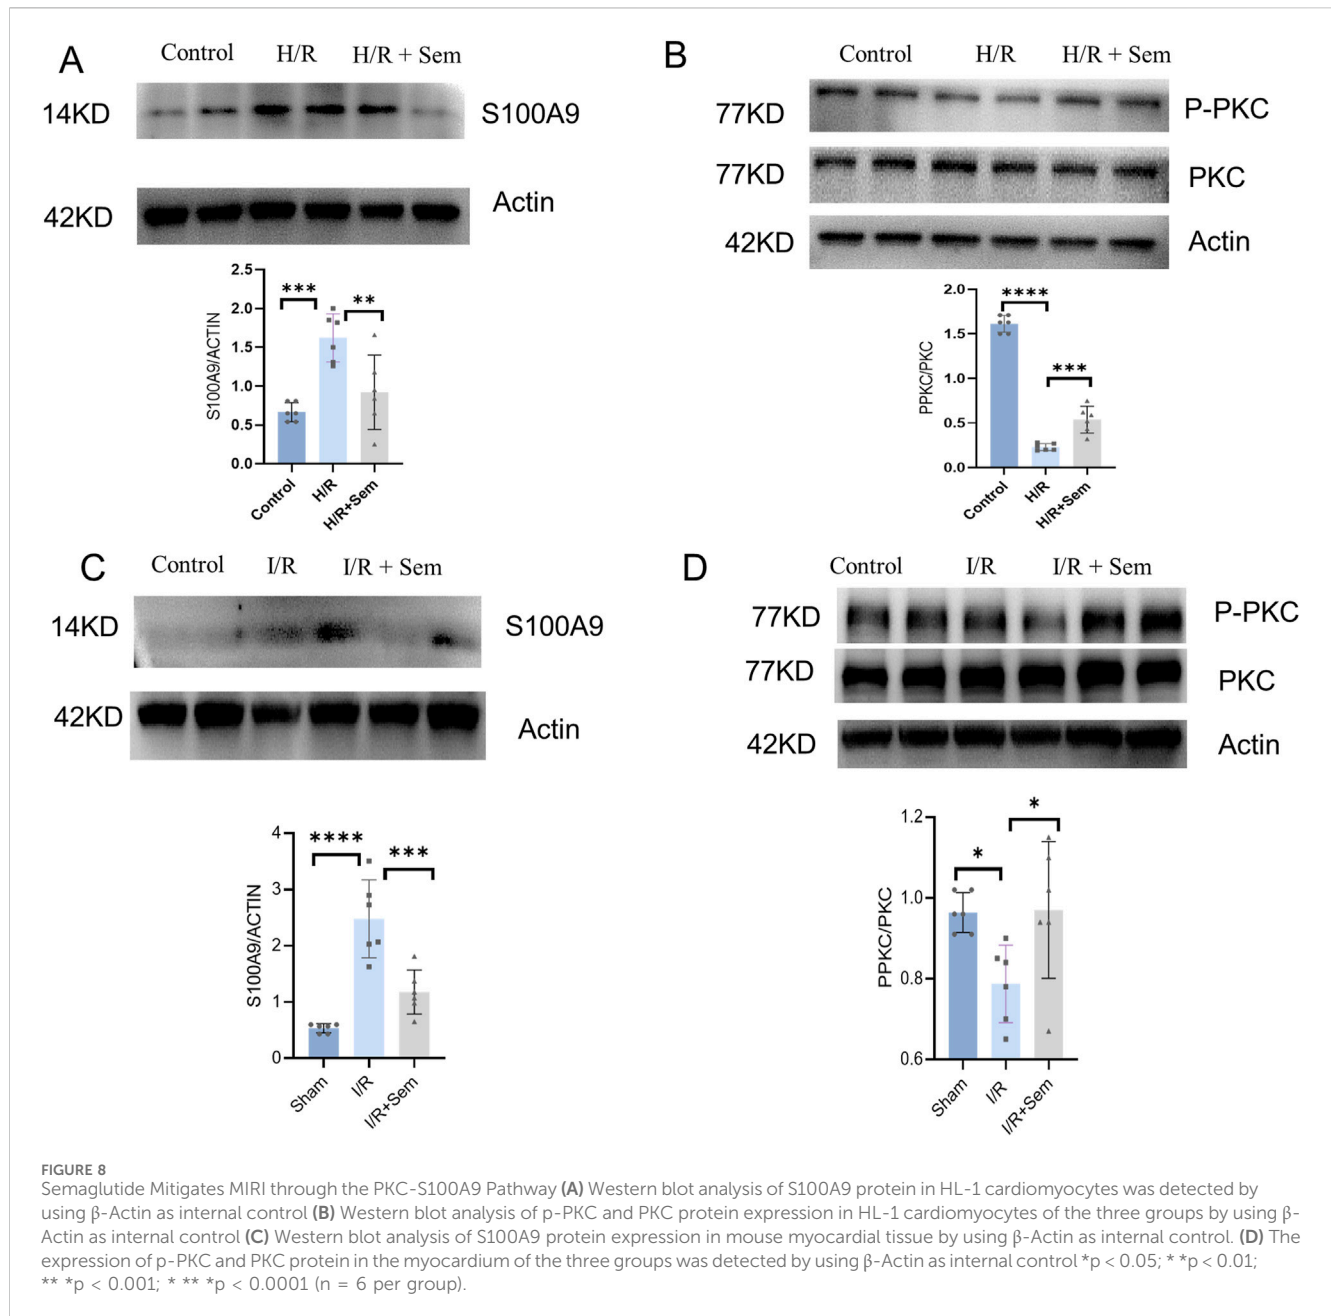 A
Control H/R H/R + Sem
14KD S100A9
42KD Actin
*** **
S100A9/ACTIN
2.5
2.0
1.5
1.0
0.5
0.0
Control H/R H/R+Sem
B
Control H/R H/R + Sem
77KD P-PKC
77KD PKC
42KD Actin
****
***
PPKC/PKC
2.0
1.5
1.0
0.5
0.0
Control H/R H/R+Sem
C
Control I/R I/R + Sem
14KD S100A9
42KD Actin
**** ***
S100A9/ACTIN
4
3
2
1
0
Sham I/R I/R+Sem
D
Control I/R I/R + Sem
77KD P-PKC
77KD PKC
42KD Actin
*
*
PPKC/PKC
1.2
1.0
0.8
0.6
Sham I/R I/R+Sem
FIGURE 8
Semaglutide Mitigates MIRI through the PKC-S100A9 Pathway (A) Western blot analysis of S100A9 protein in HL-1 cardiomyocytes was detected by
using β-Actin as internal control (B) Western blot analysis of p-PKC and PKC protein expression in HL-1 cardiomyocytes of the three groups by using β-
Actin as internal control (C) Western blot analysis of S100A9 protein expression in mouse myocardial tissue by using β-Actin as internal control. (D) The
expression of p-PKC and PKC protein in the myocardium of the three groups was detected by using β-Actin as internal control *p < 0.05; * *p < 0.01;
** *p < 0.001; * ** *p < 0.0001 (n = 6 per group).